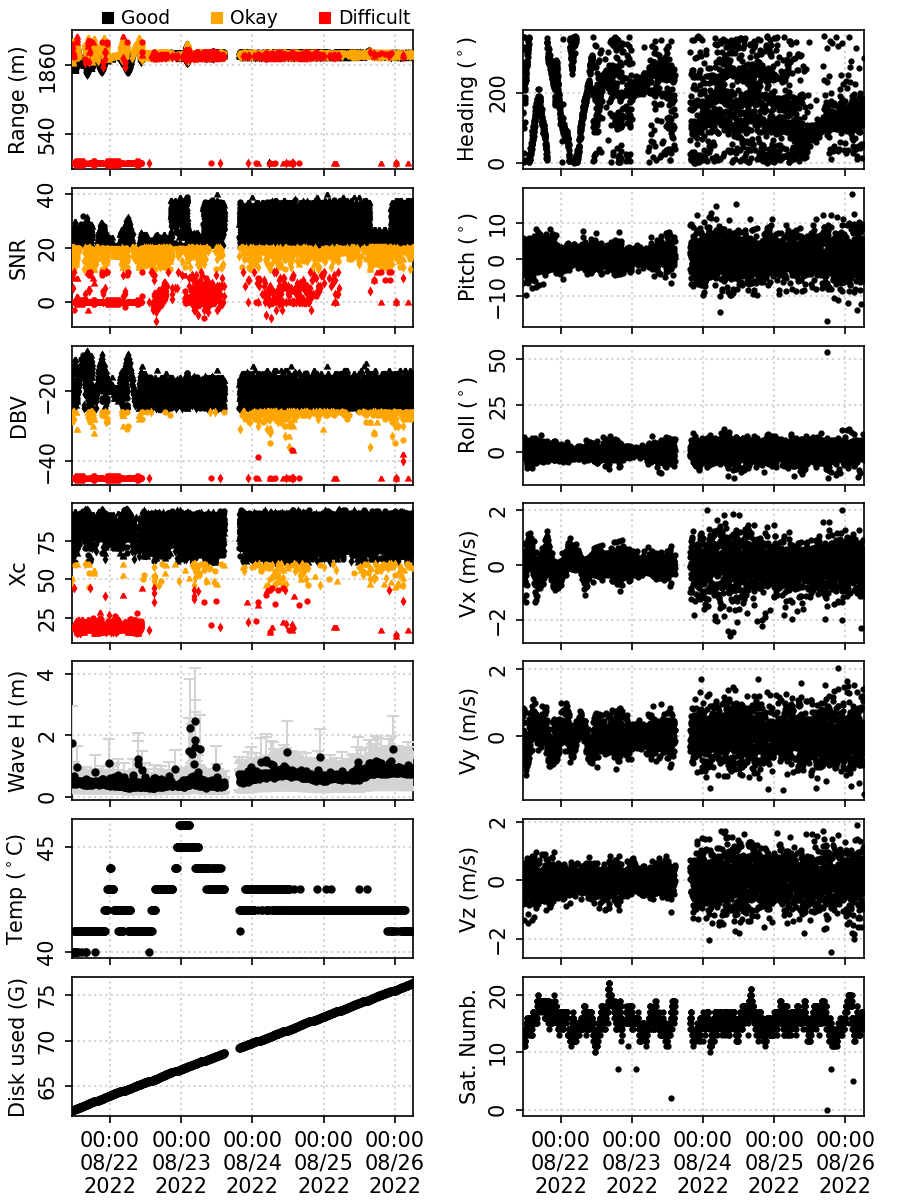 Good Okay Difficult
Range (m)
1860
540
Heading (°)
200
0
SNR
40
20
0
Pitch (°)
10
0
−10
DBV
−20
−40
Roll (°)
50
25
0
Xc
75
50
25
Vx (m/s)
2
0
−2
Wave H (m)
4
2
0
Vy (m/s)
2
0
Temp (°C)
45
40
Vz (m/s)
2
0
−2
Disk used (G)
75
70
65
Sat. Numb.
20
10
0
00:00 00:00 00:00 00:00 00:00
08/22 08/23 08/24 08/25 08/26
2022 2022 2022 2022 2022
00:00 00:00 00:00 00:00 00:00
08/22 08/23 08/24 08/25 08/26
2022 2022 2022 2022 2022